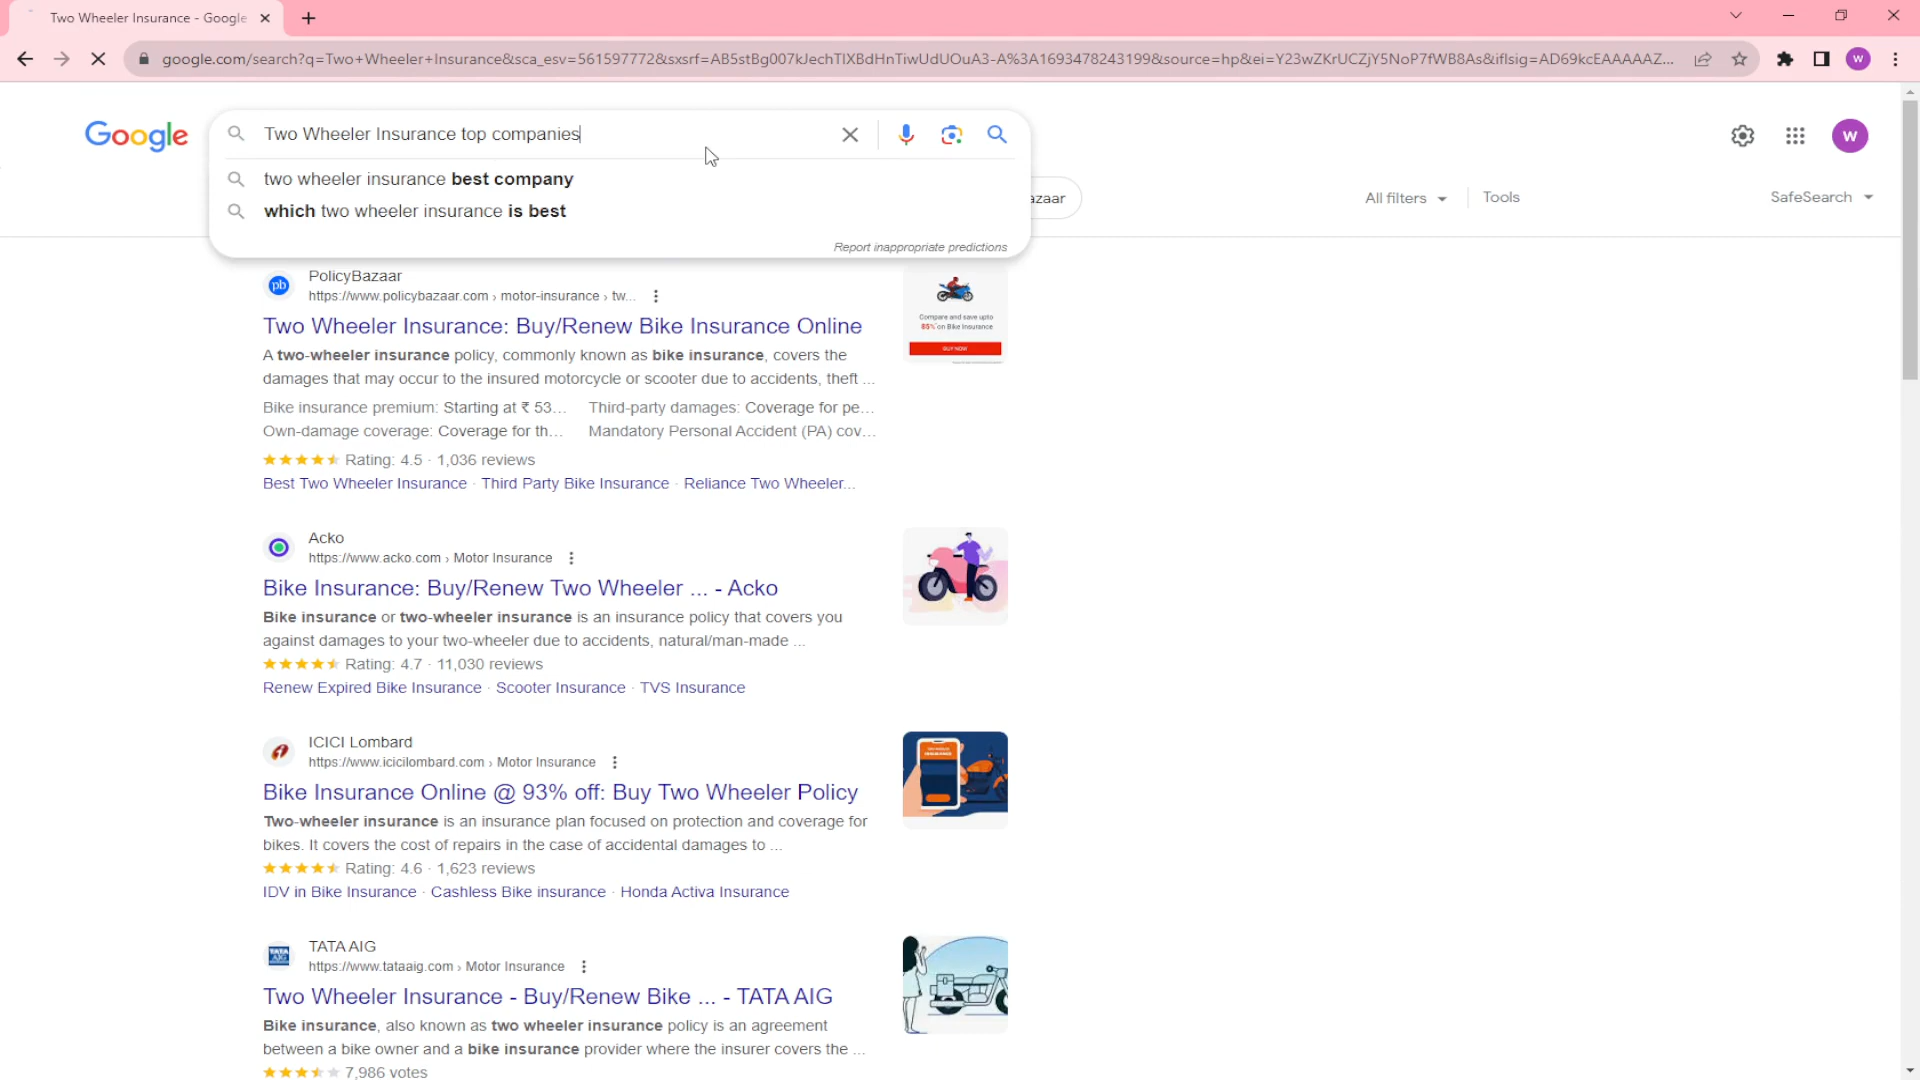 Two Wheeler Insurance - Google
google.com/search?q=Two+Wheeler+Insurance&sca_esv=561597772&sxsrf=AB5stBg007kJechTlXBdHnTiwUdUOuA3-A%3A1693478243199&source=hp&ei=Y23wZKrUCZjY5NoP7fWB8As&iflsig=AD69kcEAAAAAZ...
W
Google
Two Wheeler Insurance top companies
W
two wheeler insurance best company
which two wheeler insurance is best
azaar
All filters
Tools
SafeSearch
Report inappropriate predictions
pb
PolicyBazaar
https://www.policybazaar.com › motor-insurance › tw...
Two Wheeler Insurance: Buy/Renew Bike Insurance Online
A two-wheeler insurance policy, commonly known as bike insurance, covers the
damages that may occur to the insured motorcycle or scooter due to accidents, theft ...
Bike insurance premium: Starting at ₹ 53... Third-party damages: Coverage for pe...
Own-damage coverage: Coverage for th... Mandatory Personal Accident (PA) cov...
Rating: 4.5 · 1,036 reviews
Best Two Wheeler Insurance · Third Party Bike Insurance · Reliance Two Wheeler...
Compare and save upto
85%* on Bike Insurance
BUY NOW
Acko
https://www.acko.com › Motor Insurance
Bike Insurance: Buy/Renew Two Wheeler ... - Acko
Bike insurance or two-wheeler insurance is an insurance policy that covers you
against damages to your two-wheeler due to accidents, natural/man-made ...
Rating: 4.7 · 11,030 reviews
Renew Expired Bike Insurance · Scooter Insurance · TVS Insurance
ICICI Lombard
https://www.icicilombard.com › Motor Insurance
Bike Insurance Online @ 93% off: Buy Two Wheeler Policy
Two-wheeler insurance is an insurance plan focused on protection and coverage for
bikes. It covers the cost of repairs in the case of accidental damages to ...
Rating: 4.6 · 1,623 reviews
IDV in Bike Insurance · Cashless Bike insurance · Honda Activa Insurance
INSURANCE
TATA AIG
TATA
AIG
https://www.tataaig.com › Motor Insurance
Two Wheeler Insurance - Buy/Renew Bike ... - TATA AIG
Bike insurance, also known as two wheeler insurance policy is an agreement
between a bike owner and a bike insurance provider where the insurer covers the ...
7,986 votes